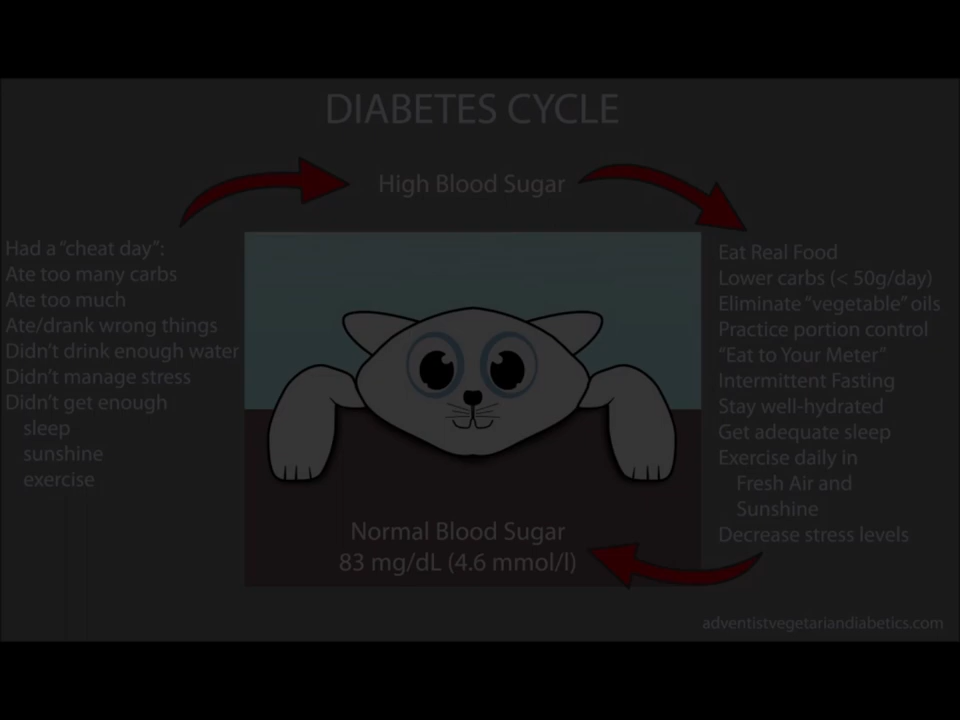 DIABETES CYCLE
High Blood Sugar
Had a “cheat day”:
Ate too many carbs
Ate too much
Ate/drank wrong things
Didn’t drink enough water
Didn’t manage stress
Didn’t get enough
sleep
sunshine
exercise
Eat Real Food
Lower carbs (< 50g/day)
Eliminate “vegetable” oils
Practice portion control
“Eat to Your Meter”
Intermittent Fasting
Stay well-hydrated
Get adequate sleep
Exercise daily in
Fresh Air and
Sunshine
Decrease stress levels
Normal Blood Sugar
83 mg/dL (4.6 mmol/l)
adventistvegetariandiabetics.com